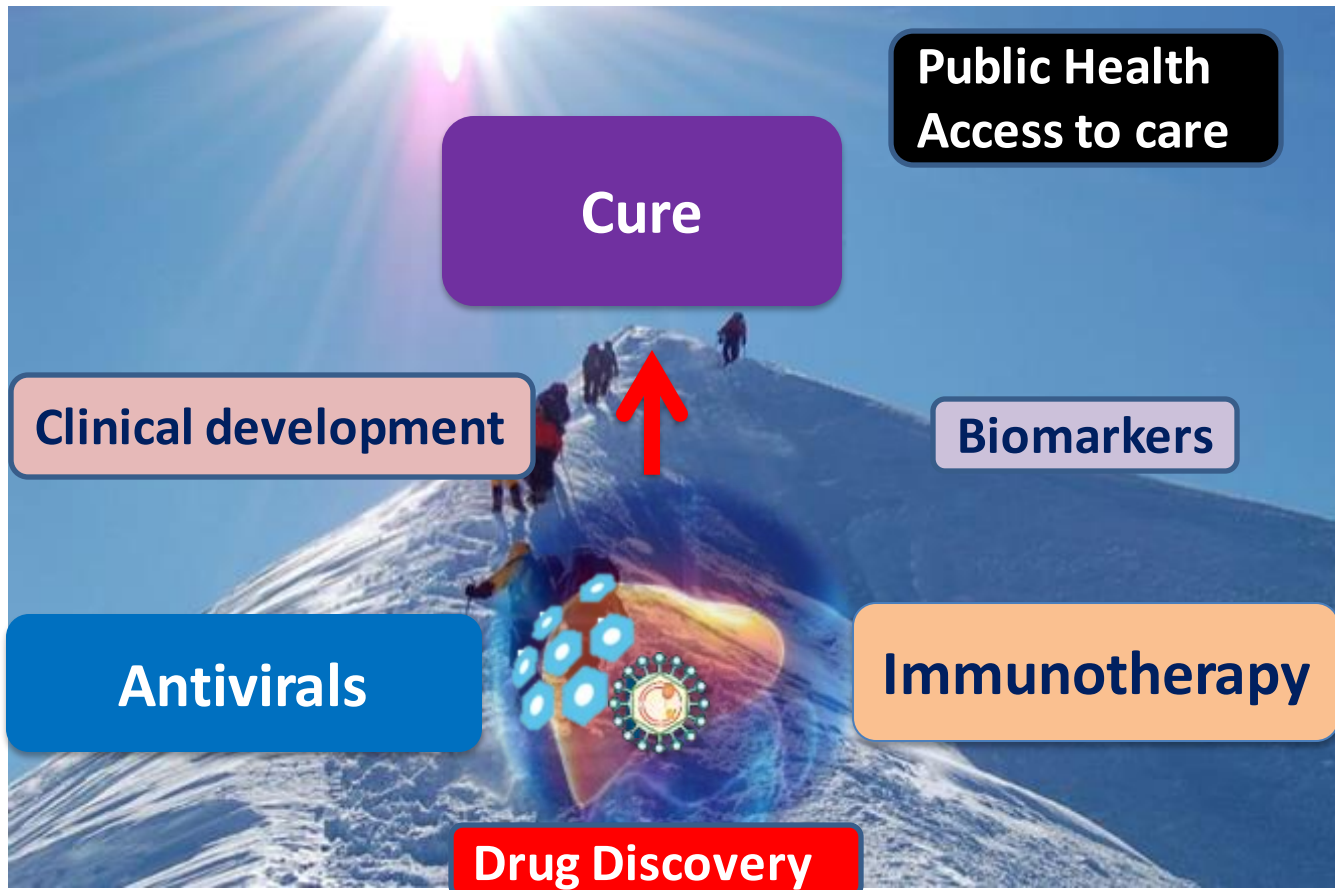 Public Health
Access to care
Cure
Clinical development
Biomarkers
Antivirals
Immunotherapy
Drug Discovery